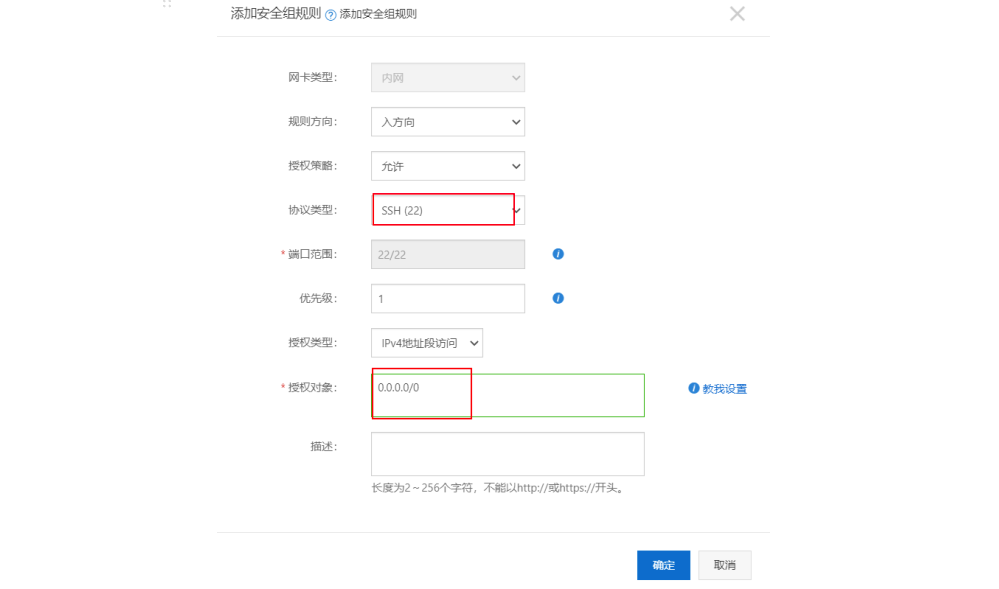 添加安全组规则 ? 添加安全组规则
网卡类型： 内网
规则方向： 入方向
授权策略： 允许
协议类型： SSH (22)
* 端口范围： 22/22
优先级： 1
授权类型： IPv4地址段访问
* 授权对象： 0.0.0.0/0 教我设置
描述：
长度为2～256个字符，不能以http://或https://开头。
确定 取消